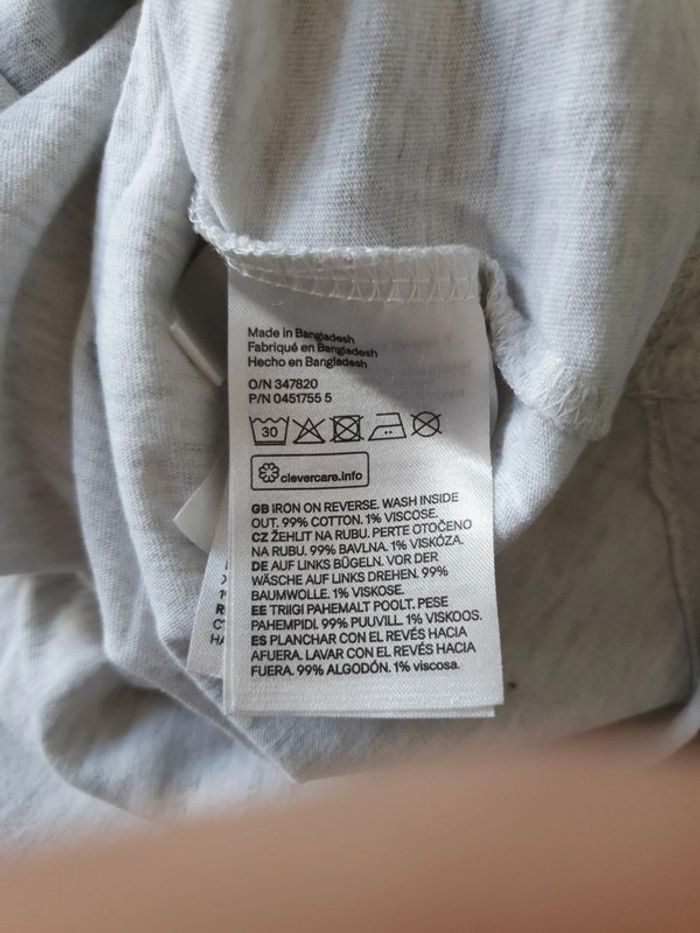 Made in Bangladesh
Fabriqué en Bangladesh
Hecho en Bangladesh
O/N 347820
P/N 0451755 5
30
clevercare.info
GB IRON ON REVERSE. WASH INSIDE
OUT. 99% COTTON. 1% VISCOSE.
CZ ŽEHLIT NA RUBU. PERTE OTOČENO
NA RUBU. 99% BAVLNA. 1% VISKÓZA.
DE AUF LINKS BÜGELN. VOR DER
WÄSCHE AUF LINKS DREHEN. 99%
BAUMWOLLE. 1% VISKOSE.
EE TRIIGI PAHEMALT POOLT. PESE
PAHEMPIDI. 99% PUUVILL. 1% VISKOOS.
ES PLANCHAR CON EL REVÉS HACIA
AFUERA. LAVAR CON EL REVÉS HACIA
FUERA. 99% ALGODÓN. 1% viscosa.